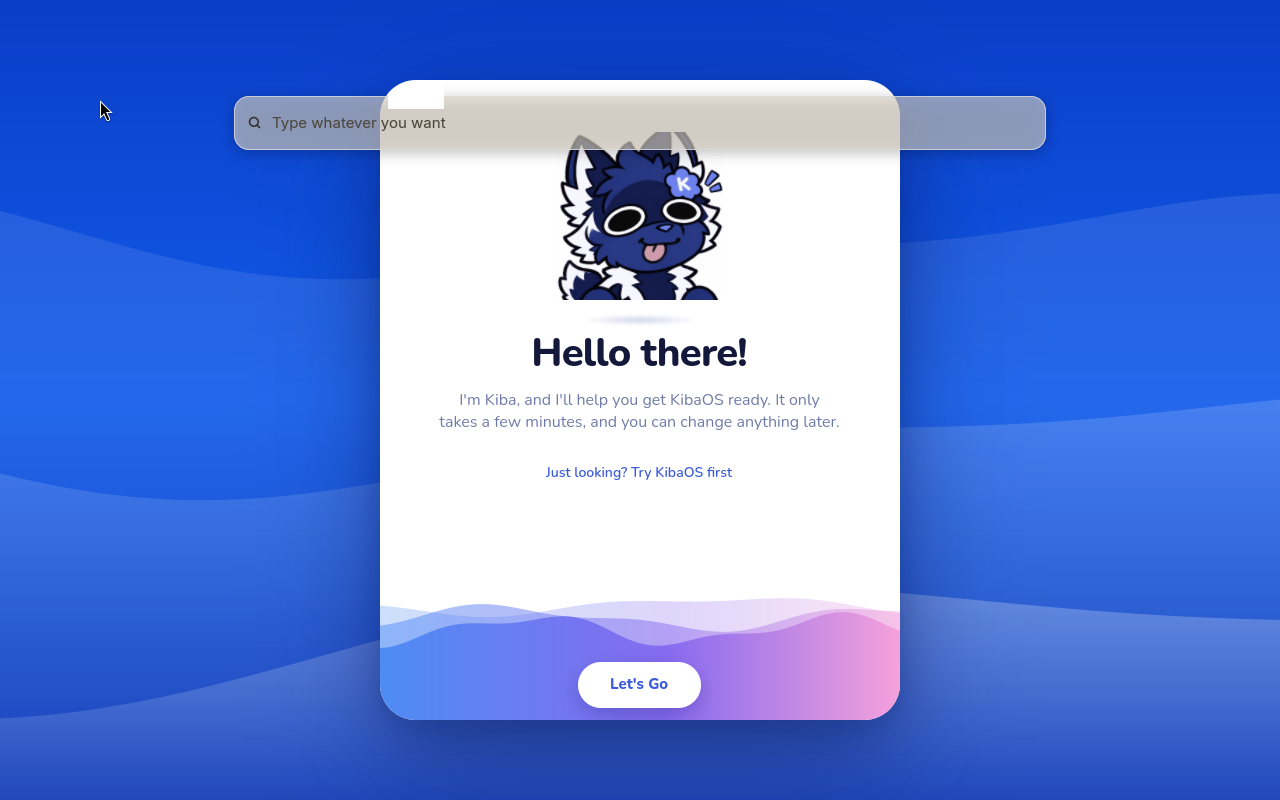 Type whatever you want
K
Hello there!
I'm Kiba, and I'll help you get KibaOS ready. It only
takes a few minutes, and you can change anything later.
Just looking? Try KibaOS first
Let's Go